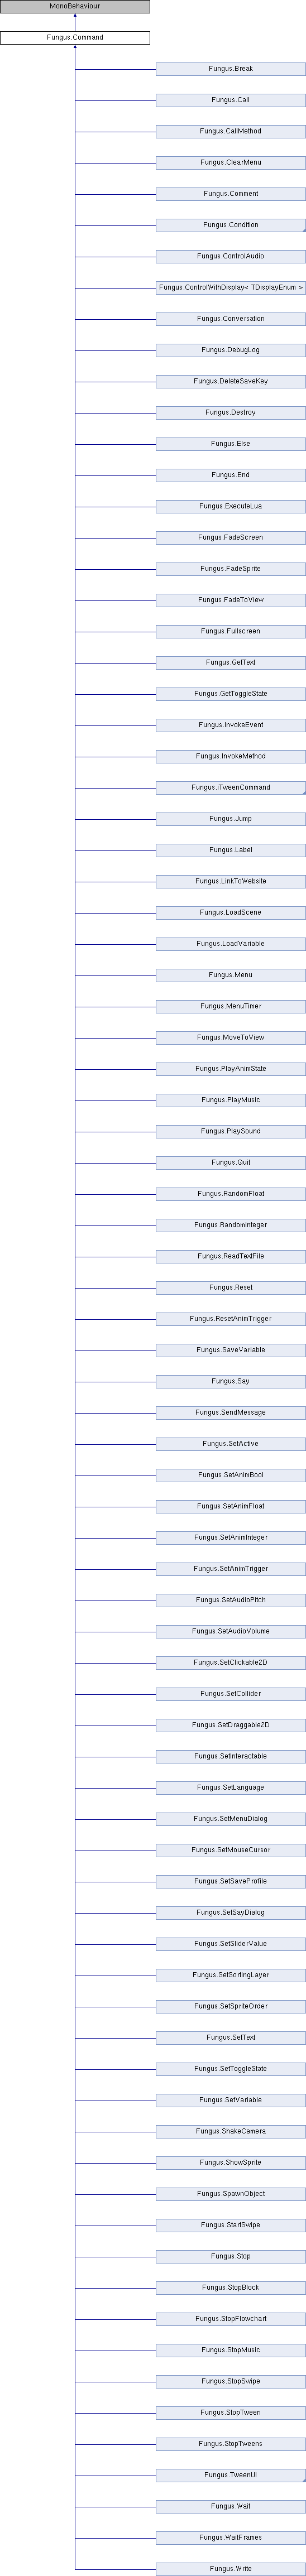 MonoBehaviour
Fungus.Command
Fungus.Break
Fungus.Call
Fungus.CallMethod
Fungus.ClearMenu
Fungus.Comment
Fungus.Condition
Fungus.ControlAudio
Fungus.ControlWithDisplay< TDisplayEnum >
Fungus.Conversation
Fungus.DebugLog
Fungus.DeleteSaveKey
Fungus.Destroy
Fungus.Else
Fungus.End
Fungus.ExecuteLua
Fungus.FadeScreen
Fungus.FadeSprite
Fungus.FadeToView
Fungus.Fullscreen
Fungus.GetText
Fungus.GetToggleState
Fungus.InvokeEvent
Fungus.InvokeMethod
Fungus.iTweenCommand
Fungus.Jump
Fungus.Label
Fungus.LinkToWebsite
Fungus.LoadScene
Fungus.LoadVariable
Fungus.Menu
Fungus.MenuTimer
Fungus.MoveToView
Fungus.PlayAnimState
Fungus.PlayMusic
Fungus.PlaySound
Fungus.Quit
Fungus.RandomFloat
Fungus.RandomInteger
Fungus.ReadTextFile
Fungus.Reset
Fungus.ResetAnimTrigger
Fungus.SaveVariable
Fungus.Say
Fungus.SendMessage
Fungus.SetActive
Fungus.SetAnimBool
Fungus.SetAnimFloat
Fungus.SetAnimInteger
Fungus.SetAnimTrigger
Fungus.SetAudioPitch
Fungus.SetAudioVolume
Fungus.SetClickable2D
Fungus.SetCollider
Fungus.SetDraggable2D
Fungus.SetInteractable
Fungus.SetLanguage
Fungus.SetMenuDialog
Fungus.SetMouseCursor
Fungus.SetSaveProfile
Fungus.SetSayDialog
Fungus.SetSliderValue
Fungus.SetSortingLayer
Fungus.SetSpriteOrder
Fungus.SetText
Fungus.SetToggleState
Fungus.SetVariable
Fungus.ShakeCamera
Fungus.ShowSprite
Fungus.SpawnObject
Fungus.StartSwipe
Fungus.Stop
Fungus.StopBlock
Fungus.StopFlowchart
Fungus.StopMusic
Fungus.StopSwipe
Fungus.StopTween
Fungus.StopTweens
Fungus.TweenUI
Fungus.Wait
Fungus.WaitFrames
Fungus.Write